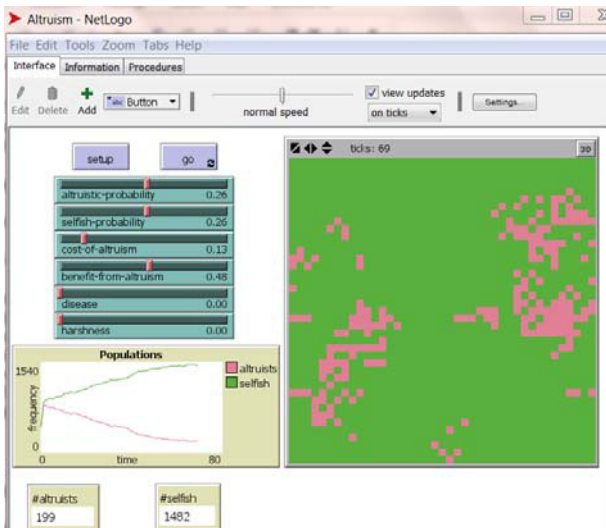 Altruism - NetLogo
File Edit Tools Zoom Tabs Help
Interface Information Procedures
Edit Delete Add abc Button normal speed view updates on ticks Settings...
setup go
ticks: 69 3D
altruistic-probability 0.26
selfish-probability 0.26
cost-of-altruism 0.13
benefit-from-altruism 0.48
disease 0.00
harshness 0.00
Populations
1540
frequency
0
0 time 80
altruists
selfish
#altruists
199
#selfish
1482